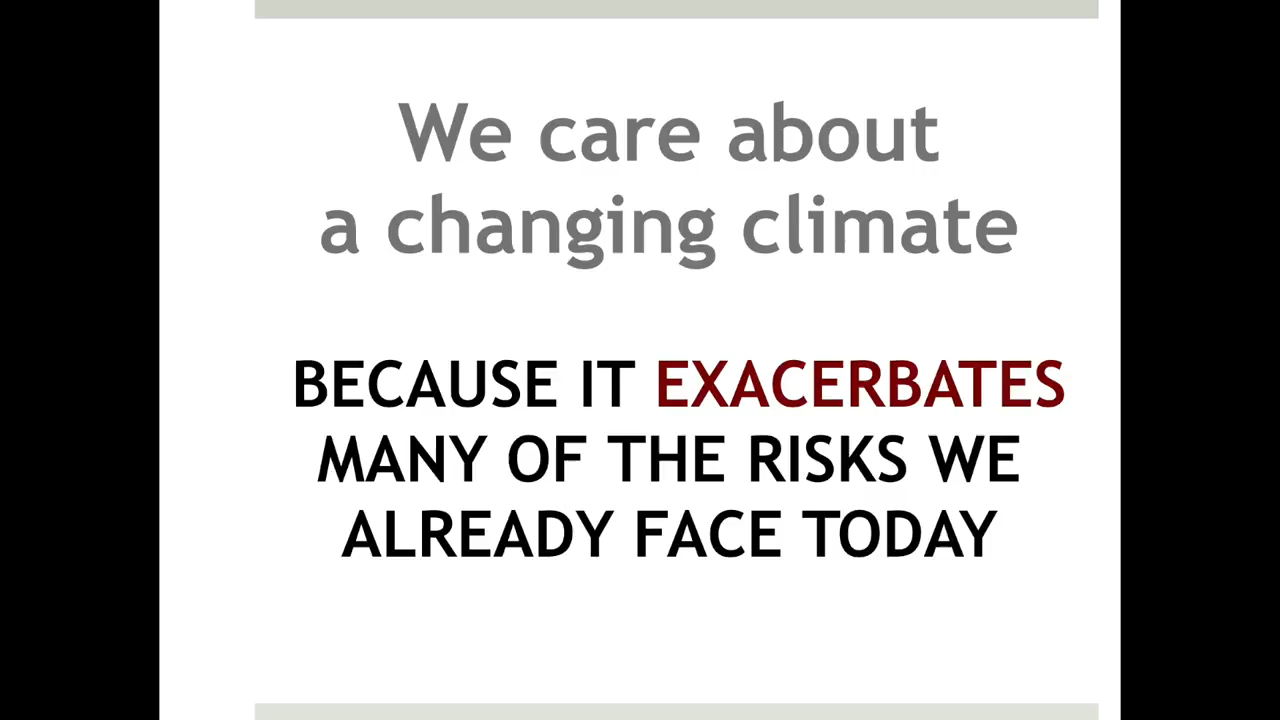 We care about
a changing climate
BECAUSE IT EXACERBATES
MANY OF THE RISKS WE
ALREADY FACE TODAY